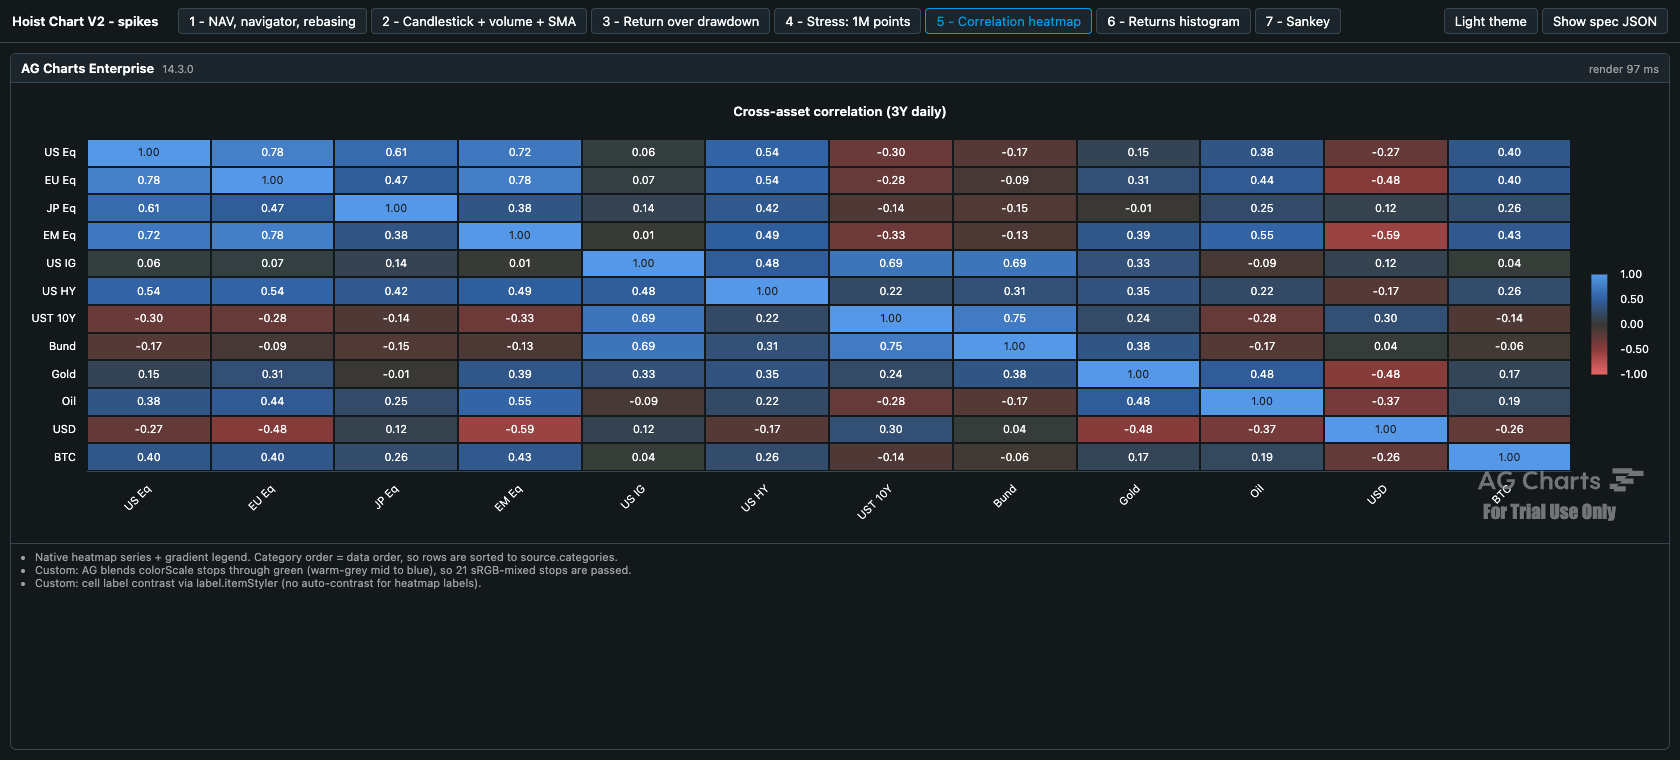 Hoist Chart V2 - spikes
1 - NAV, navigator, rebasing
2 - Candlestick + volume + SMA
3 - Return over drawdown
4 - Stress: 1M points
5 - Correlation heatmap
6 - Returns histogram
7 - Sankey
Light theme
Show spec JSON
AG Charts Enterprise 14.3.0
render 97 ms
Cross-asset correlation (3Y daily)
US Eq 1.00 0.78 0.61 0.72 0.06 0.54 -0.30 -0.17 0.15 0.38 -0.27 0.40
EU Eq 0.78 1.00 0.47 0.78 0.07 0.54 -0.28 -0.09 0.31 0.44 -0.48 0.40
JP Eq 0.61 0.47 1.00 0.38 0.14 0.42 -0.14 -0.15 -0.01 0.25 0.12 0.26
EM Eq 0.72 0.78 0.38 1.00 0.01 0.49 -0.33 -0.13 0.39 0.55 -0.59 0.43
US IG 0.06 0.07 0.14 0.01 1.00 0.48 0.69 0.69 0.33 -0.09 0.12 0.04
US HY 0.54 0.54 0.42 0.49 0.48 1.00 0.22 0.31 0.35 0.22 -0.17 0.26
UST 10Y -0.30 -0.28 -0.14 -0.33 0.69 0.22 1.00 0.75 0.24 -0.28 0.30 -0.14
Bund -0.17 -0.09 -0.15 -0.13 0.69 0.31 0.75 1.00 0.38 -0.17 0.04 -0.06
Gold 0.15 0.31 -0.01 0.39 0.33 0.35 0.24 0.38 1.00 0.48 -0.48 0.17
Oil 0.38 0.44 0.25 0.55 -0.09 0.22 -0.28 -0.17 0.48 1.00 -0.37 0.19
USD -0.27 -0.48 0.12 -0.59 0.12 -0.17 0.30 0.04 -0.48 -0.37 1.00 -0.26
BTC 0.40 0.40 0.26 0.43 0.04 0.26 -0.14 -0.06 0.17 0.19 -0.26 1.00
US Eq EU Eq JP Eq EM Eq US IG US HY UST 10Y Bund Gold Oil USD BTC
1.00
0.50
0.00
-0.50
-1.00
AG Charts
For Trial Use Only
• Native heatmap series + gradient legend. Category order = data order, so rows are sorted to source.categories.
• Custom: AG blends colorScale stops through green (warm-grey mid to blue), so 21 sRGB-mixed stops are passed.
• Custom: cell label contrast via label.itemStyler (no auto-contrast for heatmap labels).